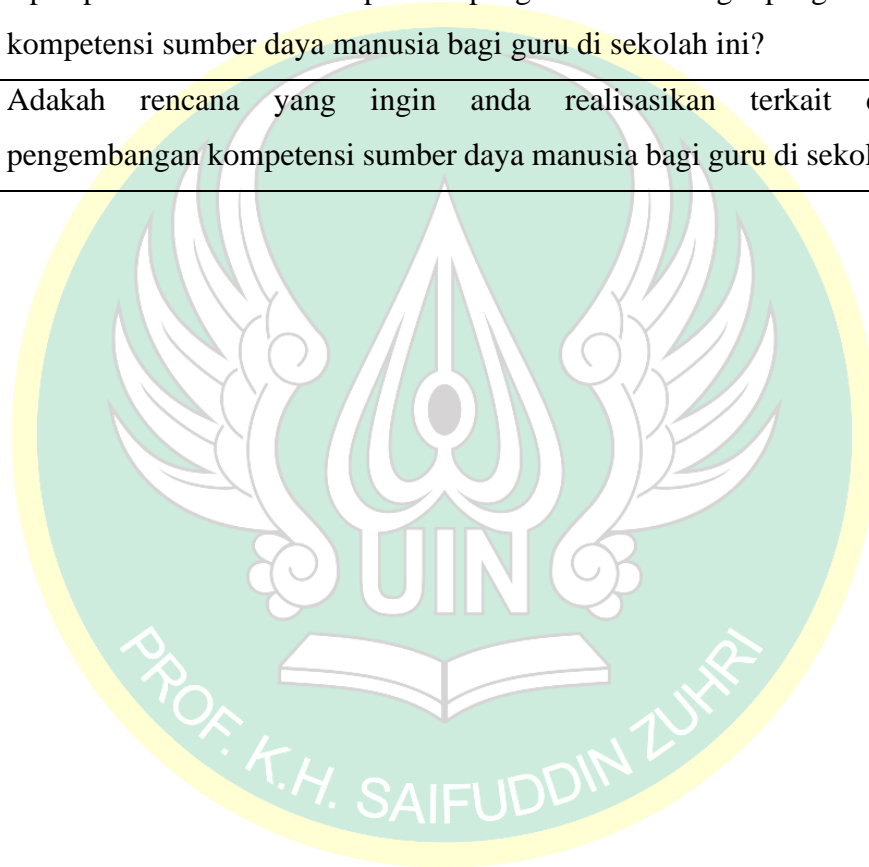 kompetensi sumber daya manusia bagi guru di sekolah ini?
Adakah rencana yang ingin anda realisasikan terkait
pengembangan kompetensi sumber daya manusia bagi guru di
UIN
PROF. K.H. SAIFUDDIN ZUHRI